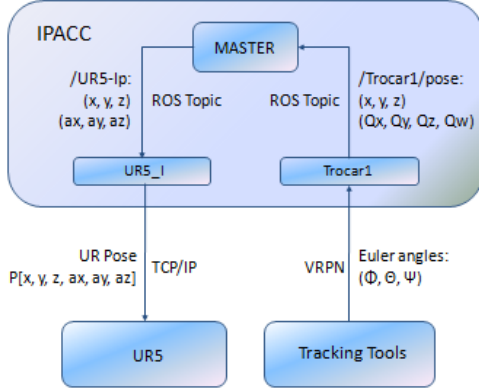 IPACC
MASTER
/UR5-Ip:
(x, y, z)
(ax, ay, az)
ROS Topic
ROS Topic
/Trocar1/pose:
(x, y, z)
(Qx, Qy, Qz, Qw)
UR5_I
Trocar1
UR Pose
P[x, y, z, ax, ay, az]
TCP/IP
VRPN
Euler angles:
(Φ, Θ, Ψ)
UR5
Tracking Tools